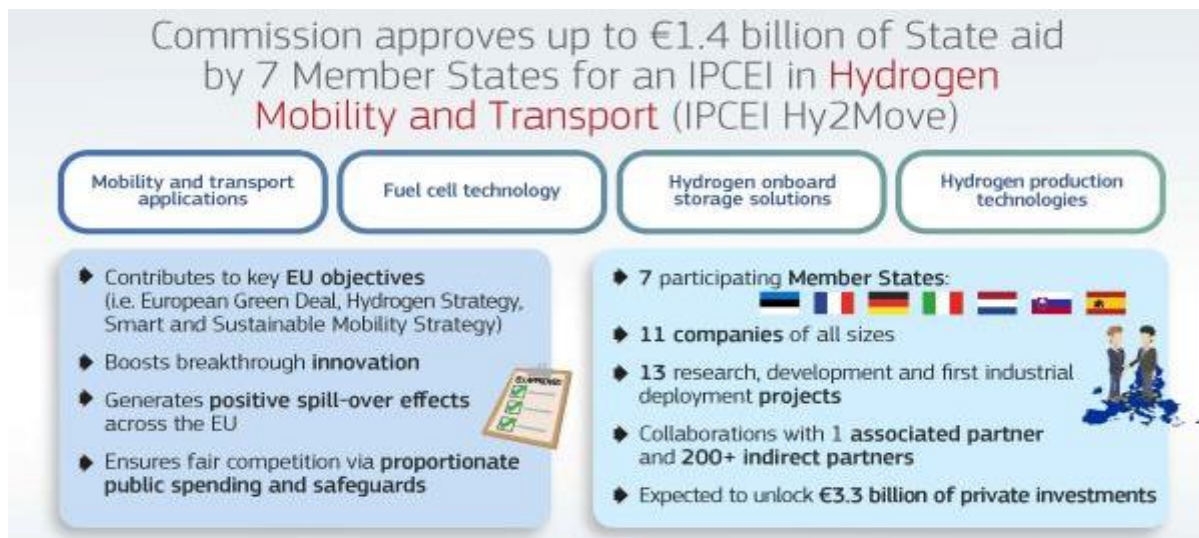 Commission approves up to €1.4 billion of State aid
by 7 Member States for an IPCEI in Hydrogen
Mobility and Transport (IPCEI Hy2Move)
Mobility and transport
applications
Fuel cell technology
Hydrogen onboard
storage solutions
Hydrogen production
technologies
Contributes to key EU objectives
(i.e. European Green Deal, Hydrogen Strategy,
Smart and Sustainable Mobility Strategy)
Boosts breakthrough innovation
Generates positive spill-over effects
across the EU
Ensures fair competition via proportionate
public spending and safeguards
7 participating Member States:
11 companies of all sizes
13 research, development and first industrial
deployment projects
Collaborations with 1 associated partner
and 200+ indirect partners
Expected to unlock €3.3 billion of private investments